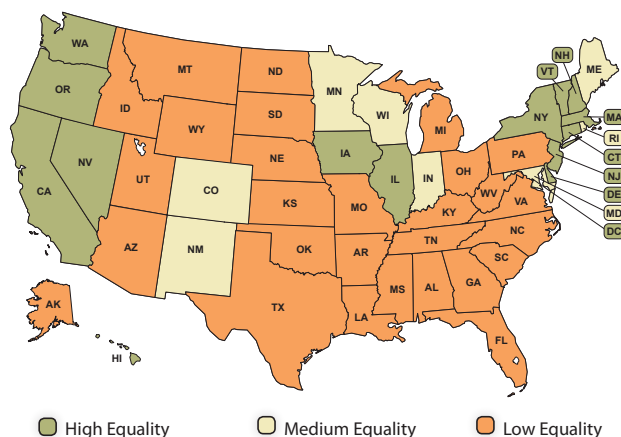 WA
NH
VT
ME
MT
ND
MN
OR
ID
SD
WI
NY
MA
WY
MI
RI
CT
IA
NE
PA
NJ
NV
IL
IN
OH
DE
UT
CO
CA
MO
WV
VA
MD
KS
KY
DC
NC
TN
AZ
NM
OK
AR
SC
MS
AL
GA
AK
TX
LA
FL
HI
High Equality Medium Equality Low Equality